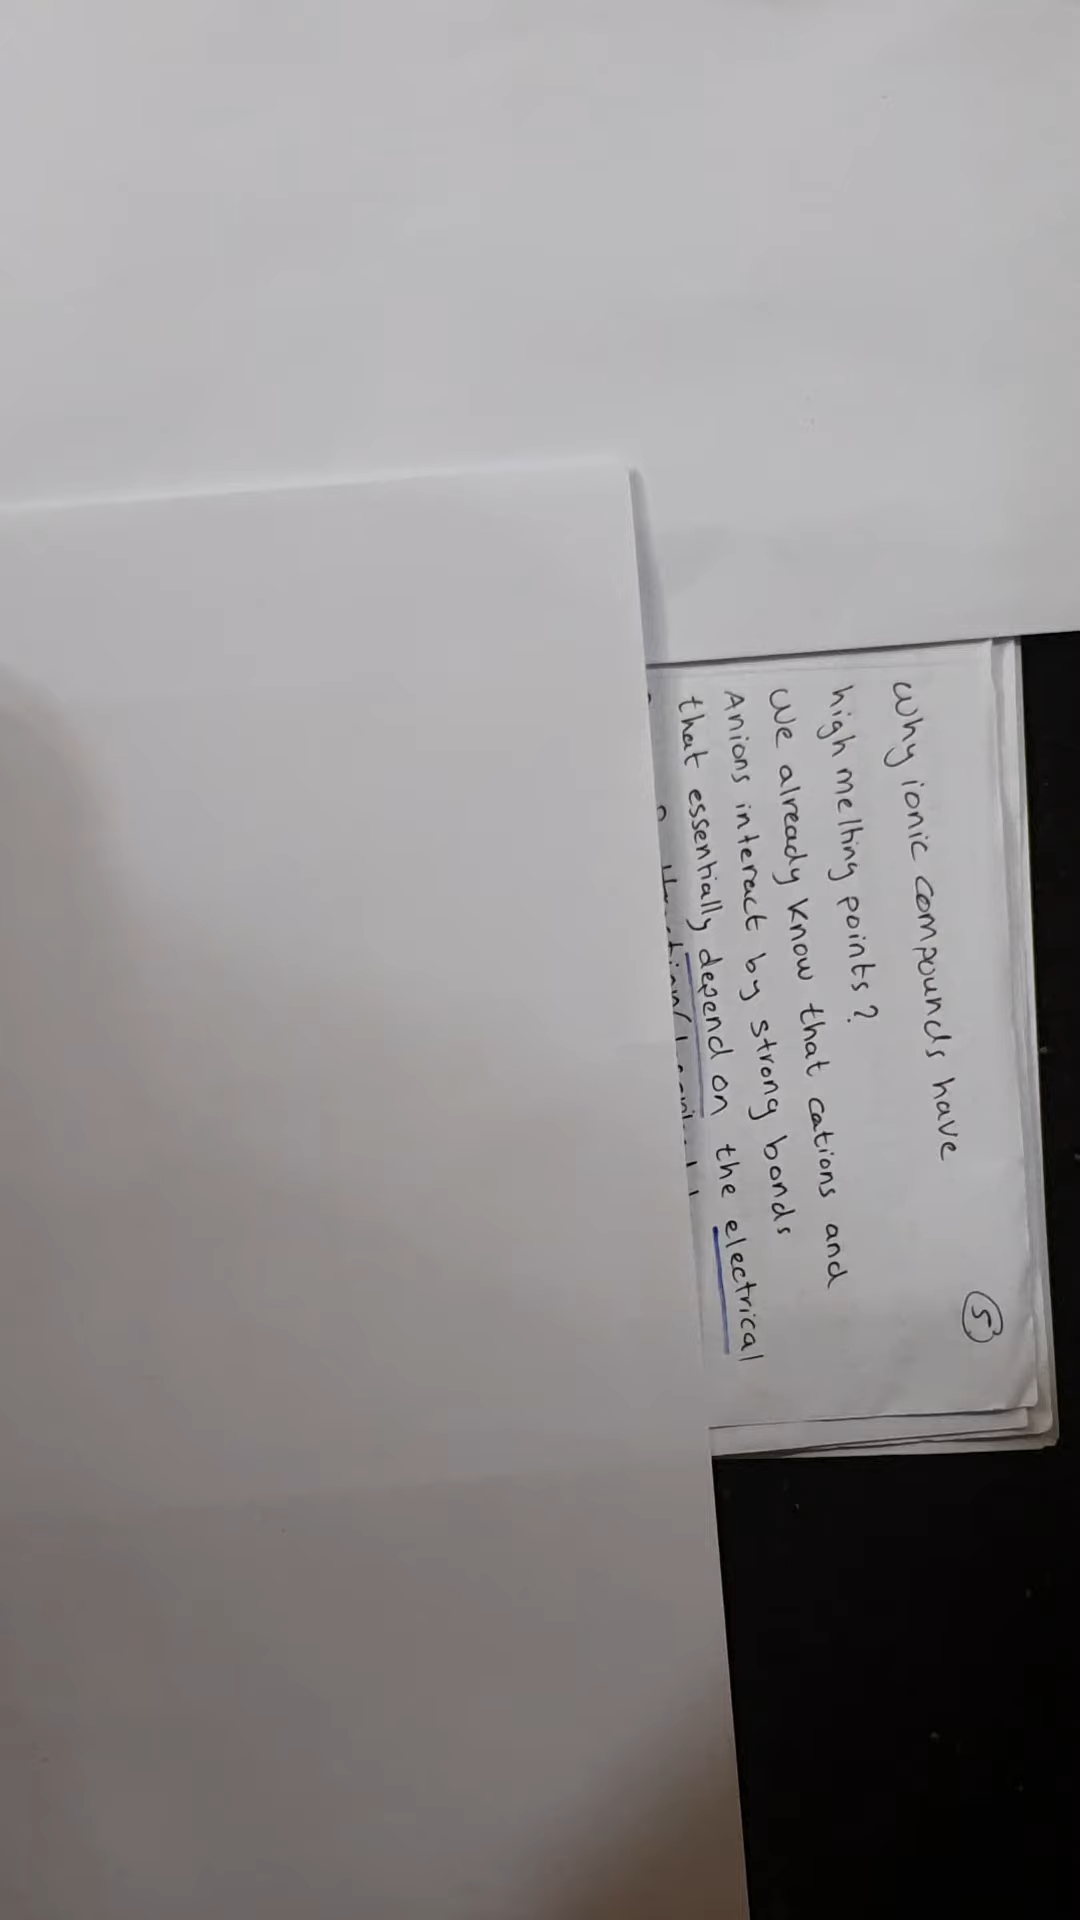 5
Why ionic compounds have
high melting points?
We already know that cations and
Anions interact by strong bonds
that essentially depend on the electrical